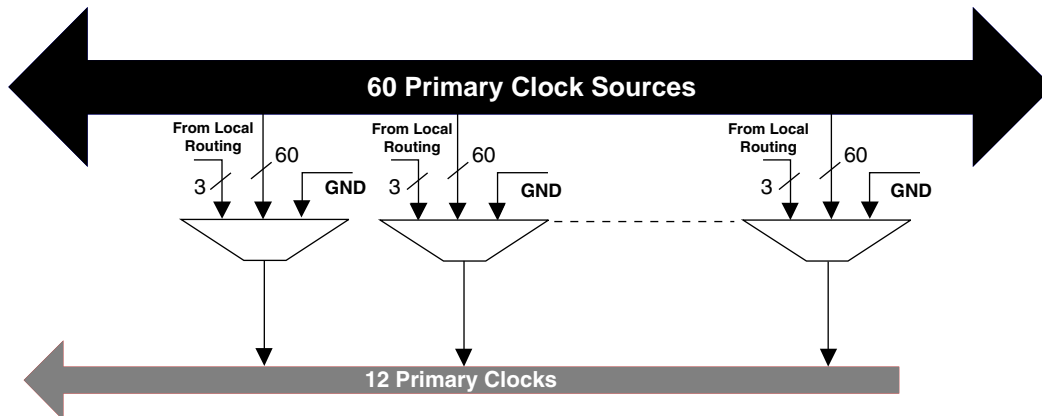 60 Primary Clock Sources
From Local
Routing
3
60
GND
From Local
Routing
3
60
GND
From Local
Routing
3
60
GND
12 Primary Clocks